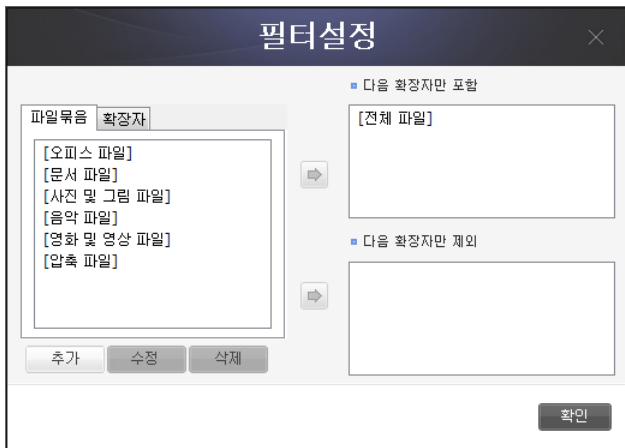 필터설정
다음 확장자만 포함
파일묶음 확장자
[전체 파일]
[오피스 파일]
[문서 파일]
[사진 및 그림 파일]
[음악 파일]
[영화 및 영상 파일]
[압축 파일]
다음 확장자만 제외
추가 수정 삭제
확인